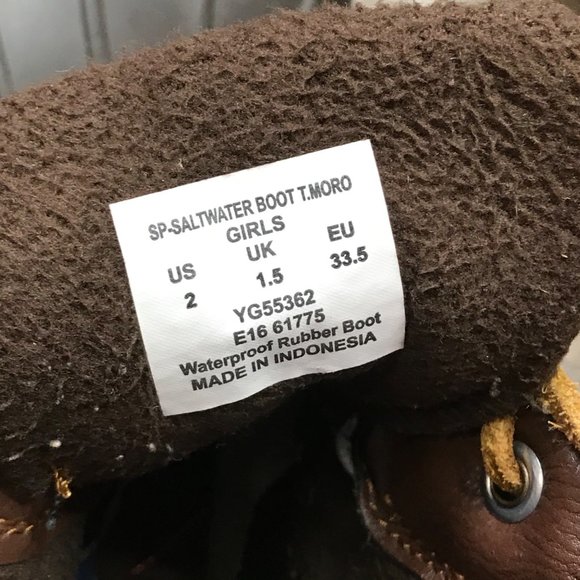 SP-SALTWATER BOOT T.MORO
GIRLS
US UK EU
2 1.5 33.5
YG55362
E16 61775
Waterproof Rubber Boot
MADE IN INDONESIA